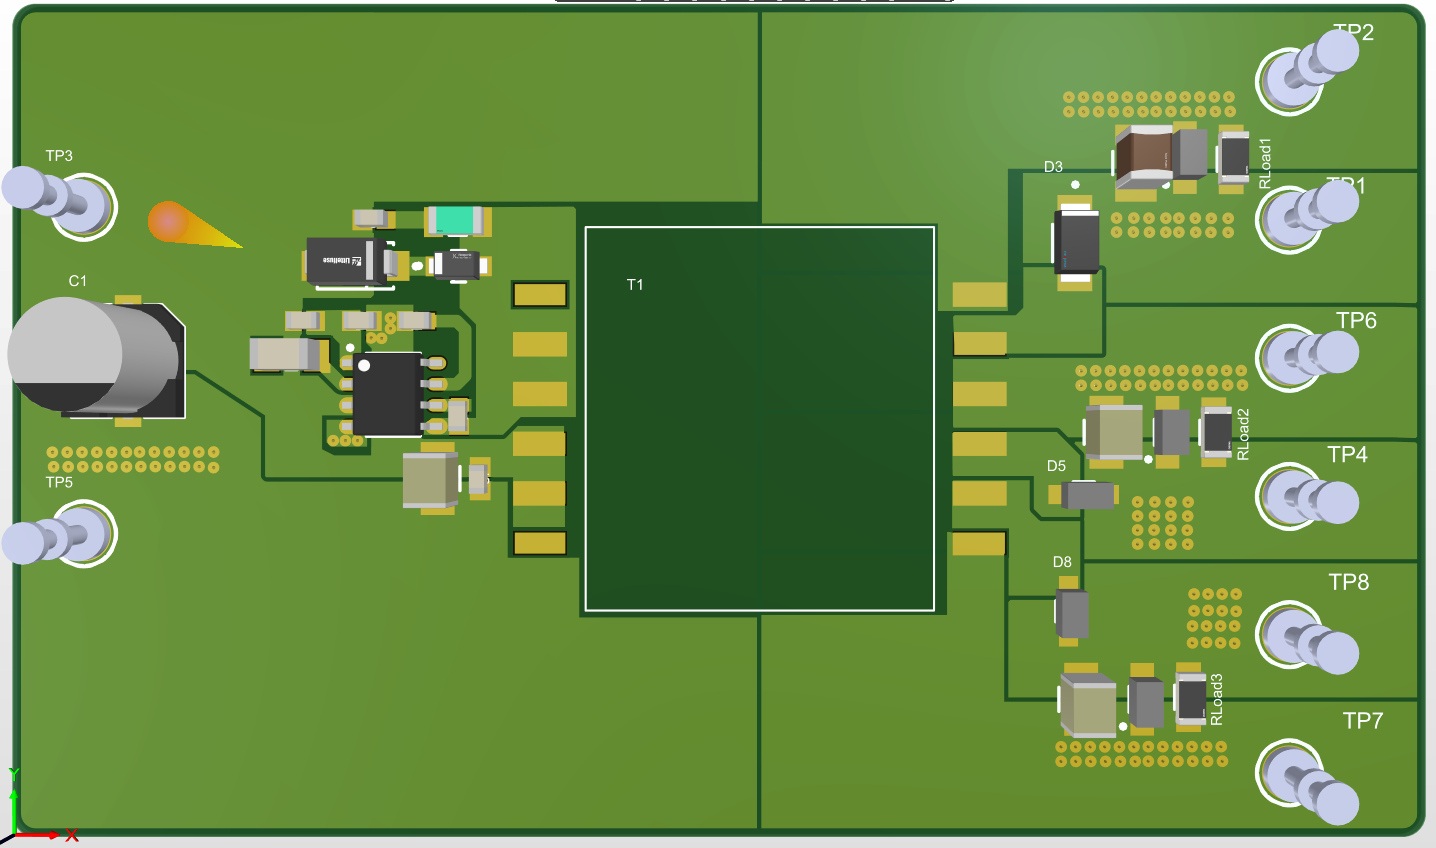 TP2
TP3
RLoad1
D3
TP1
Littelfuse
C1
T1
TP6
RLoad2
TP4
D5
TP5
D8
TP8
RLoad3
TP7
Y
X